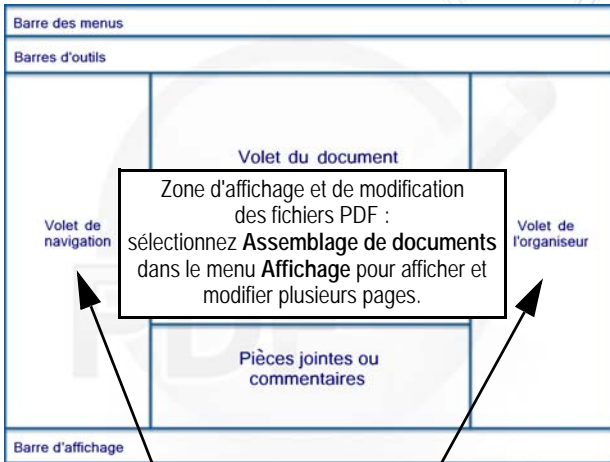 Barre des menus
Barres d'outils
Volet du document
Zone d'affichage et de modification
des fichiers PDF :
sélectionnez Assemblage de documents
dans le menu Affichage pour afficher et
modifier plusieurs pages.
Volet de
navigation
Volet de
l'organiseur
Pièces jointes ou
commentaires
Barre d'affichage
PDF